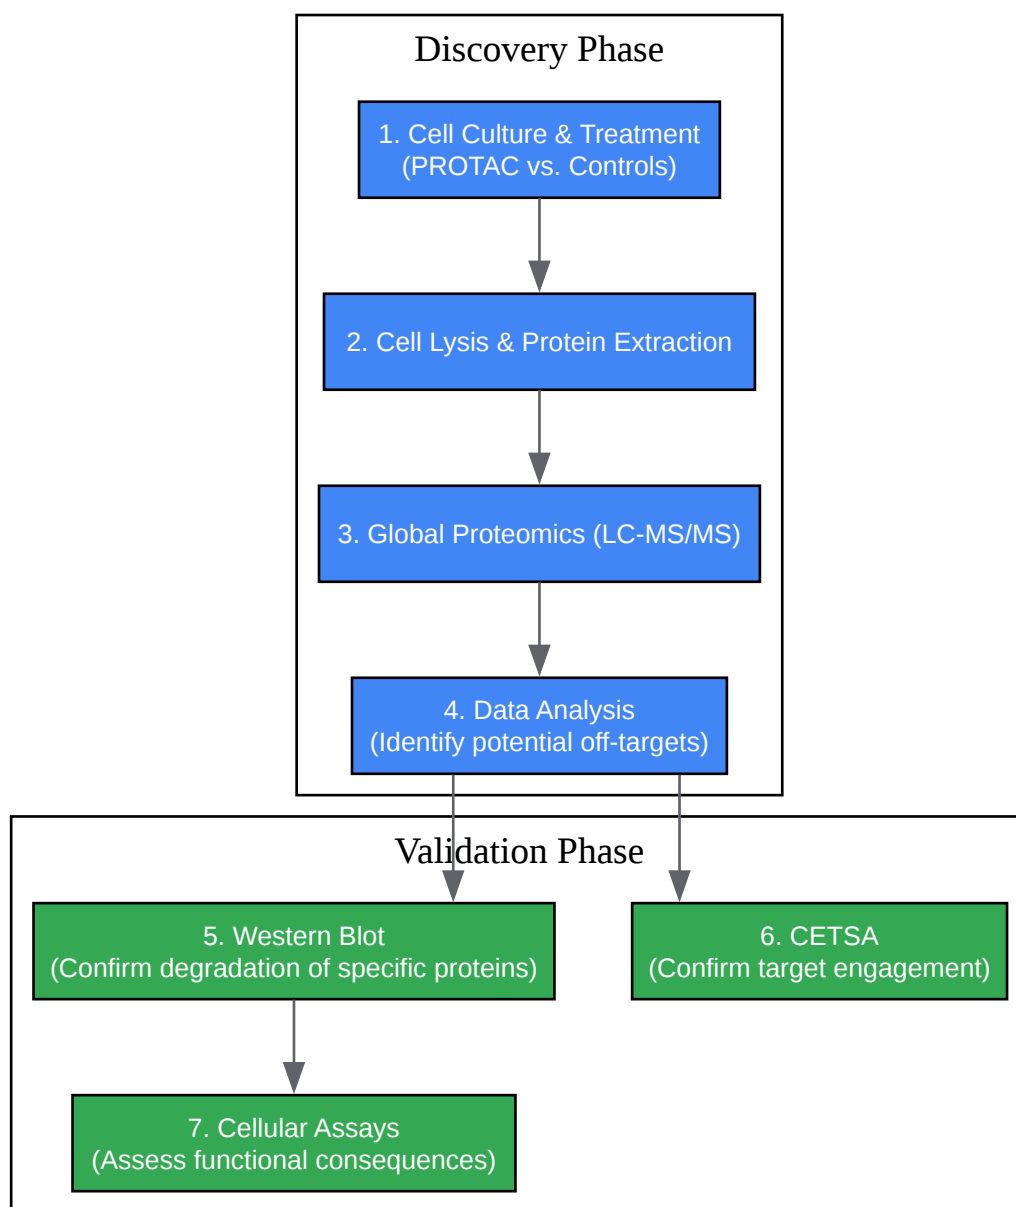 Discovery Phase
1. Cell Culture & Treatment
(PROTAC vs. Controls)
2. Cell Lysis & Protein Extraction
3. Global Proteomics (LC-MS/MS)
4. Data Analysis
(Identify potential off-targets)
Validation Phase
5. Western Blot
(Confirm degradation of specific proteins)
6. CETSA
(Confirm target engagement)
7. Cellular Assays
(Assess functional consequences)